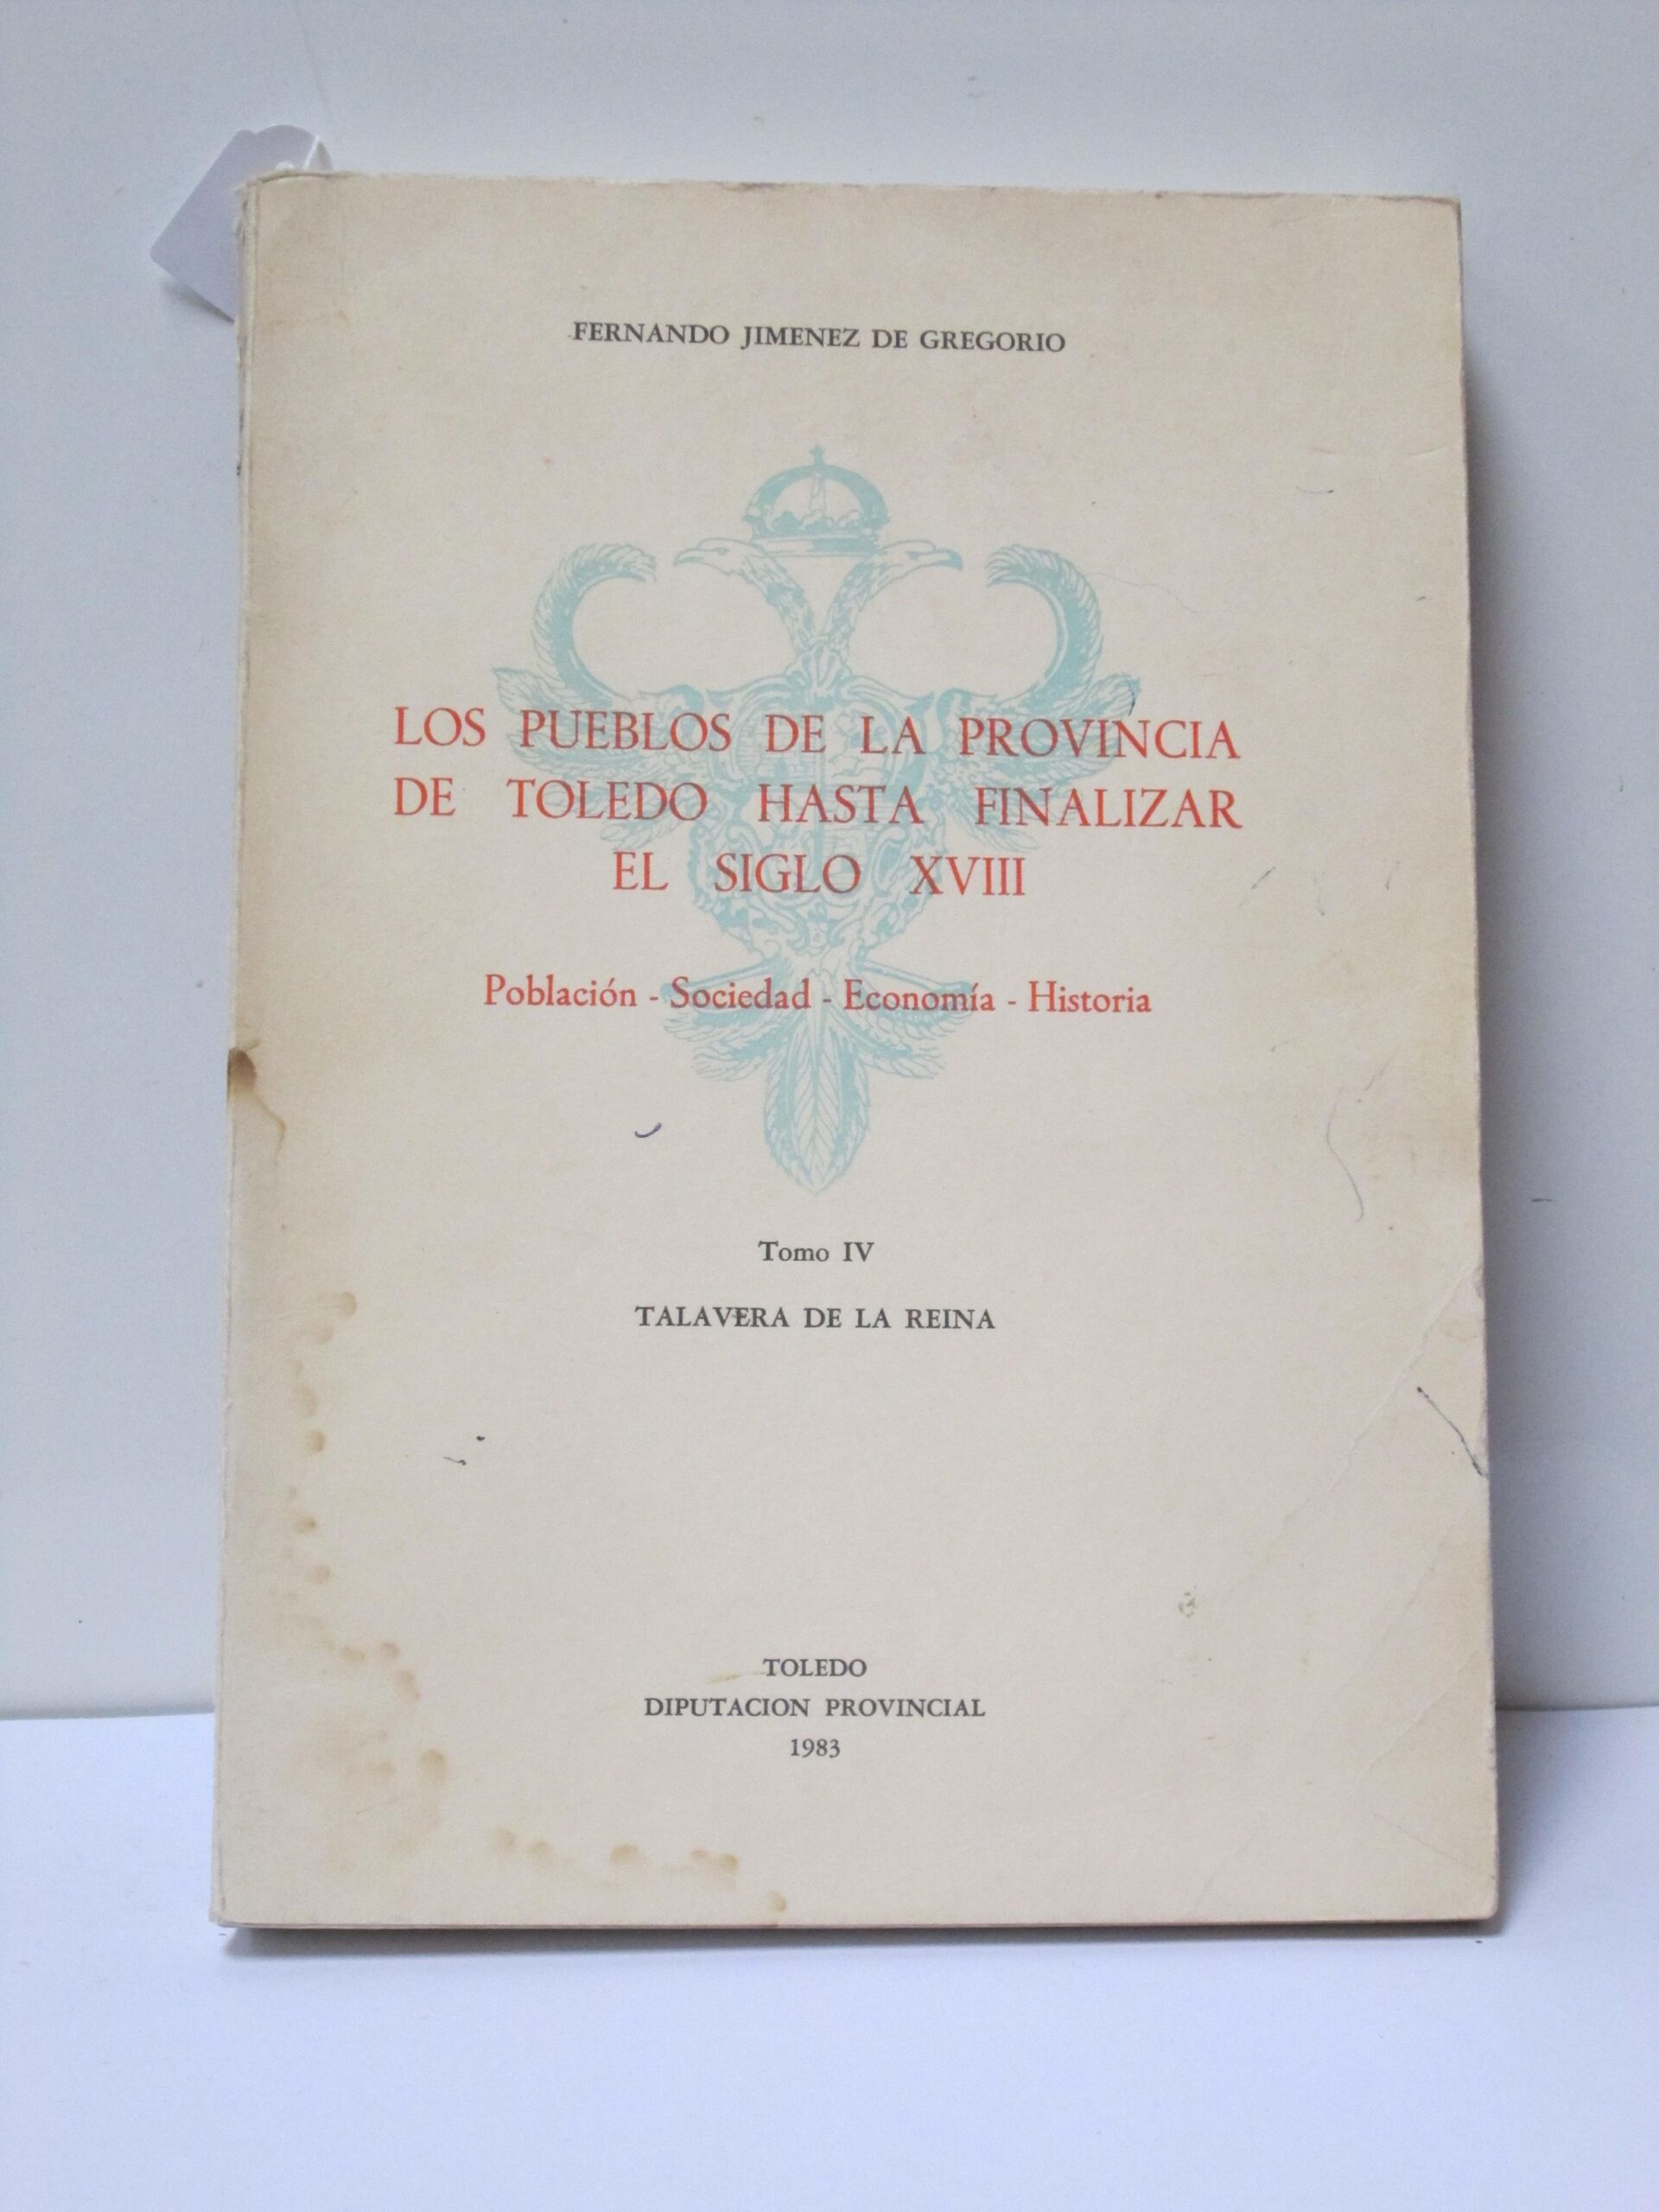 FERNANDO JIMENEZ DE GREGORIO
LOS PUEBLOS DE LA PROVINCIA
DE TOLEDO HASTA FINALIZAR
EL SIGLO XVIII
Población - Sociedad - Economía - Historia
Tomo IV
TALAVERA DE LA REINA
TOLEDO
DIPUTACION PROVINCIAL
1983